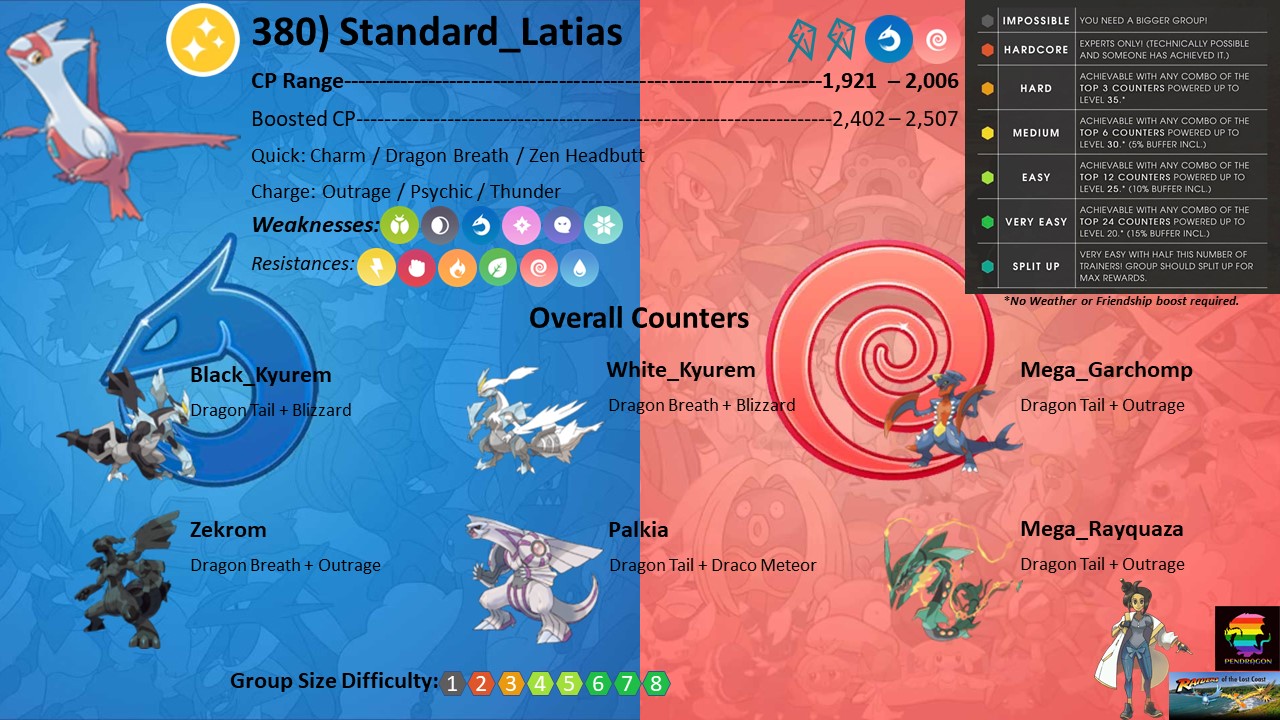 380) Standard_Latias
CP Range--------------------------------------------------------------------------------1,921 – 2,006
Boosted CP--------------------------------------------------------------------------------2,402 – 2,507
Quick: Charm / Dragon Breath / Zen Headbutt
Charge: Outrage / Psychic / Thunder
Weaknesses:
Resistances:
IMPOSSIBLE YOU NEED A BIGGER GROUP!
HARDCORE EXPERTS ONLY! (TECHNICALLY POSSIBLE
AND SOMEONE HAS ACHIEVED IT.)
HARD ACHIEVABLE WITH ANY COMBO OF THE
TOP 3 COUNTERS POWERED UP TO
LEVEL 35.*
MEDIUM ACHIEVABLE WITH ANY COMBO OF THE
TOP 6 COUNTERS POWERED UP TO
LEVEL 30.* (5% BUFFER INCL.)
EASY ACHIEVABLE WITH ANY COMBO OF THE
TOP 12 COUNTERS POWERED UP TO
LEVEL 25.* (10% BUFFER INCL.)
VERY EASY ACHIEVABLE WITH ANY COMBO OF THE
TOP 24 COUNTERS POWERED UP TO
LEVEL 20.* (15% BUFFER INCL.)
SPLIT UP VERY EASY WITH HALF THIS NUMBER OF
TRAINERS! GROUP SHOULD SPLIT UP FOR
MAX REWARDS.
*No Weather or Friendship boost required.
Overall Counters
Black_Kyurem
Dragon Tail + Blizzard
White_Kyurem
Dragon Breath + Blizzard
Mega_Garchomp
Dragon Tail + Outrage
Zekrom
Dragon Breath + Outrage
Palkia
Dragon Tail + Draco Meteor
Mega_Rayquaza
Dragon Tail + Outrage
Group Size Difficulty: 1 2 3 4 5 6 7 8
PENDRAGON
RAIDERS of the Lost Coast